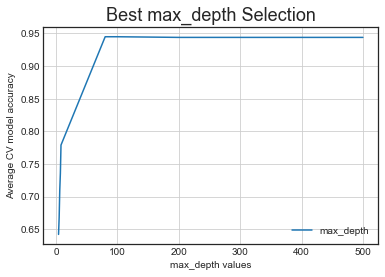 Best max_depth Selection
Average CV model accuracy
0.95
0.90
0.85
0.80
0.75
0.70
0.65
0 100 200 300 400 500
max_depth values
max_depth